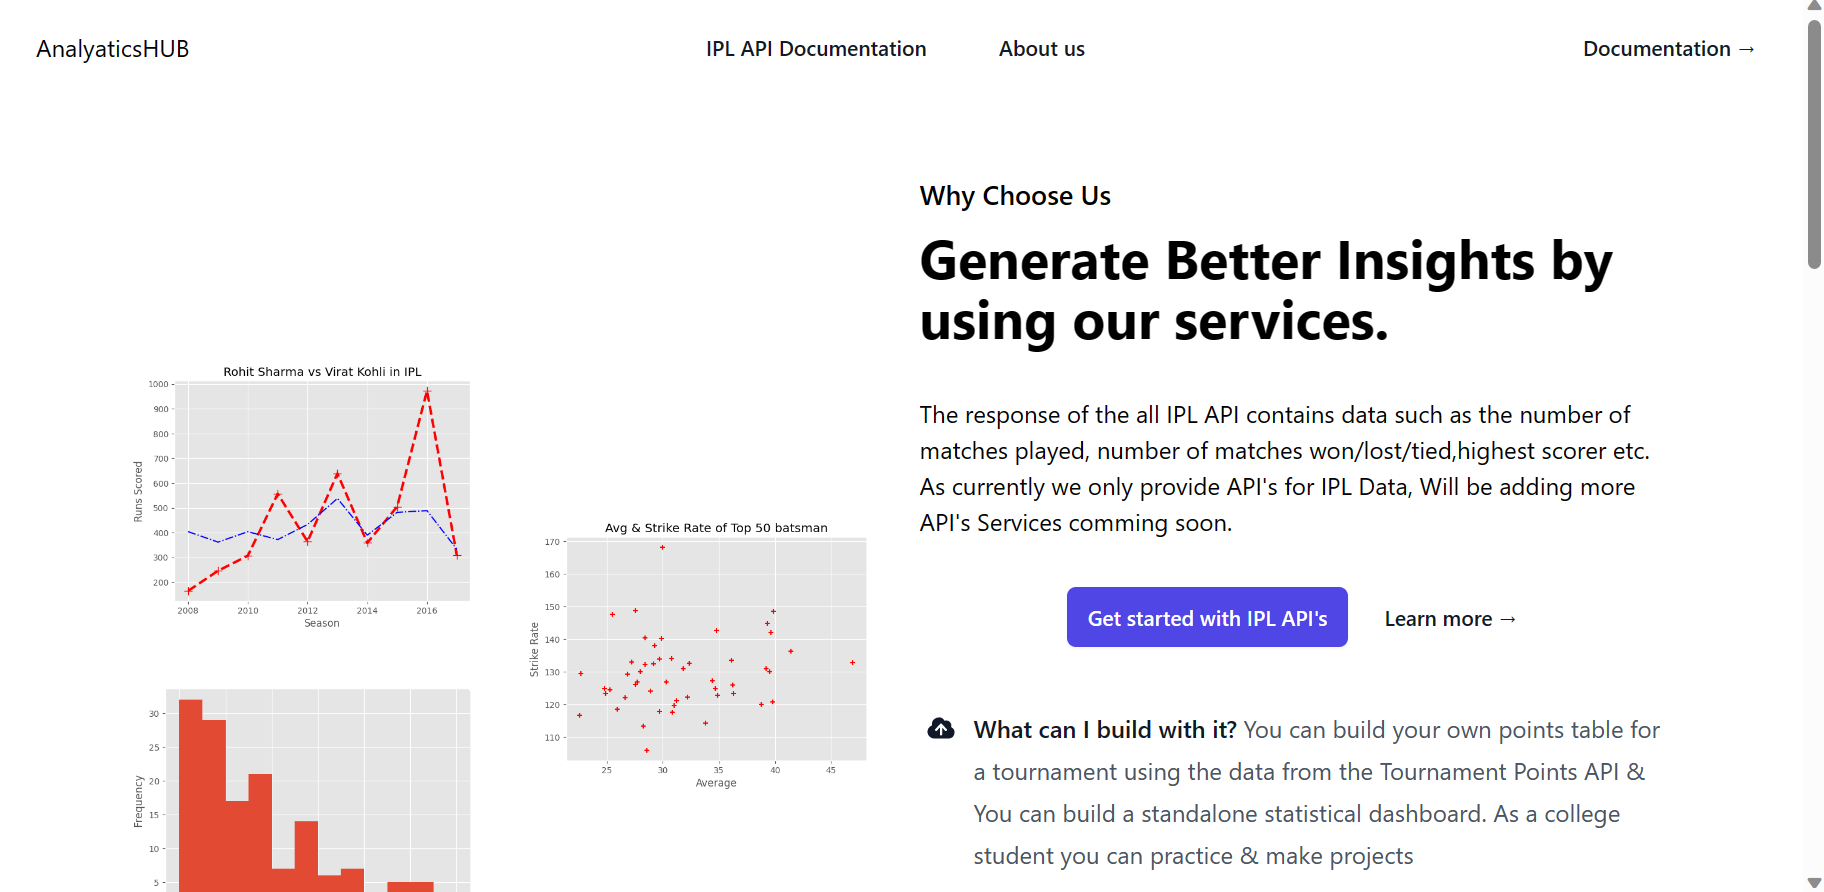 AnalyaticsHUB
IPL API Documentation
About us
Documentation →
Rohit Sharma vs Virat Kohli in IPL
1000
900
800
700
600
500
400
300
200
Runs Scored
2008 2010 2012 2014 2016
Season
30
25
20
15
10
5
Frequency
Avg & Strike Rate of Top 50 batsman
170
160
150
140
130
120
110
Strike Rate
25 30 35 40 45
Average
Why Choose Us
Generate Better Insights by
using our services.
The response of the all IPL API contains data such as the number of
matches played, number of matches won/lost/tied,highest scorer etc.
As currently we only provide API's for IPL Data, Will be adding more
API's Services comming soon.
Get started with IPL API's
Learn more →
What can I build with it? You can build your own points table for
a tournament using the data from the Tournament Points API &
You can build a standalone statistical dashboard. As a college
student you can practice & make projects